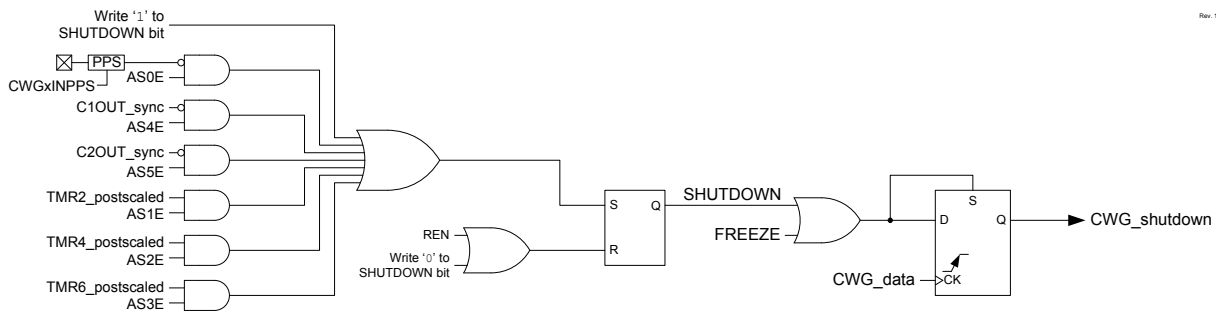 Write ‘1’ to
SHUTDOWN bit
Rev. 1
PPS
AS0E
CWGxINPPS
C1OUT_sync
AS4E
C2OUT_sync
AS5E
TMR2_postscaled
AS1E
TMR4_postscaled
AS2E
TMR6_postscaled
AS3E
REN
Write ‘0’ to
SHUTDOWN bit
S
Q
R
SHUTDOWN
FREEZE
S
D
Q
CWG_data
CK
CWG_shutdown